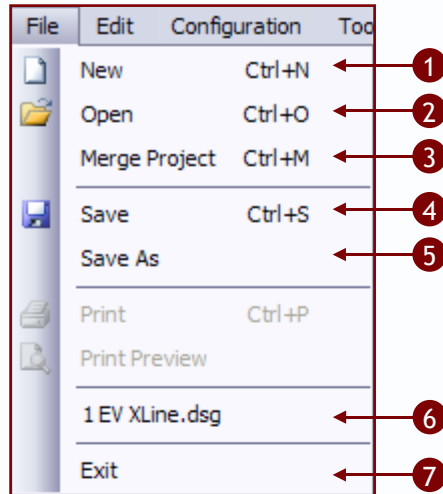 File Edit Configuration Too
New Ctrl+N 1
Open Ctrl+O 2
Merge Project Ctrl+M 3
Save Ctrl+S 4
Save As 5
Print Ctrl+P
Print Preview
1 EV XLine.dsg 6
Exit 7